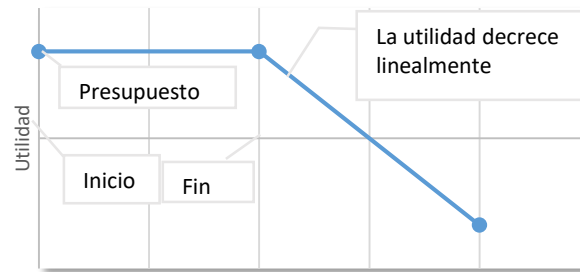 La utilidad decrece
linealmente
Presupuesto
Utilidad
Inicio
Fin